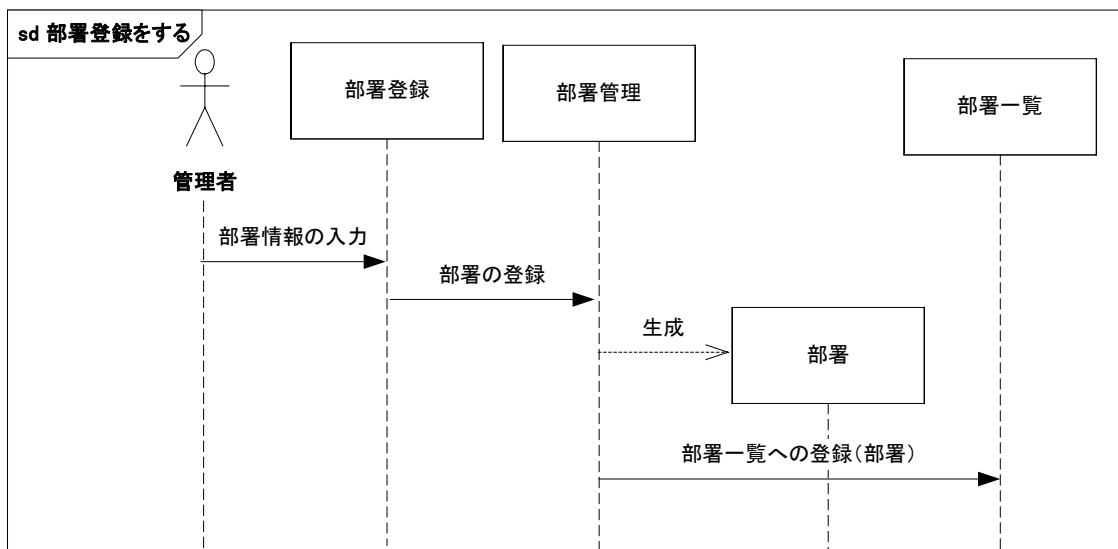 sd 部署登録をする
部署登録
部署管理
部署一覧
管理者
部署情報の入力
部署の登録
生成
部署
部署一覧への登録(部署)